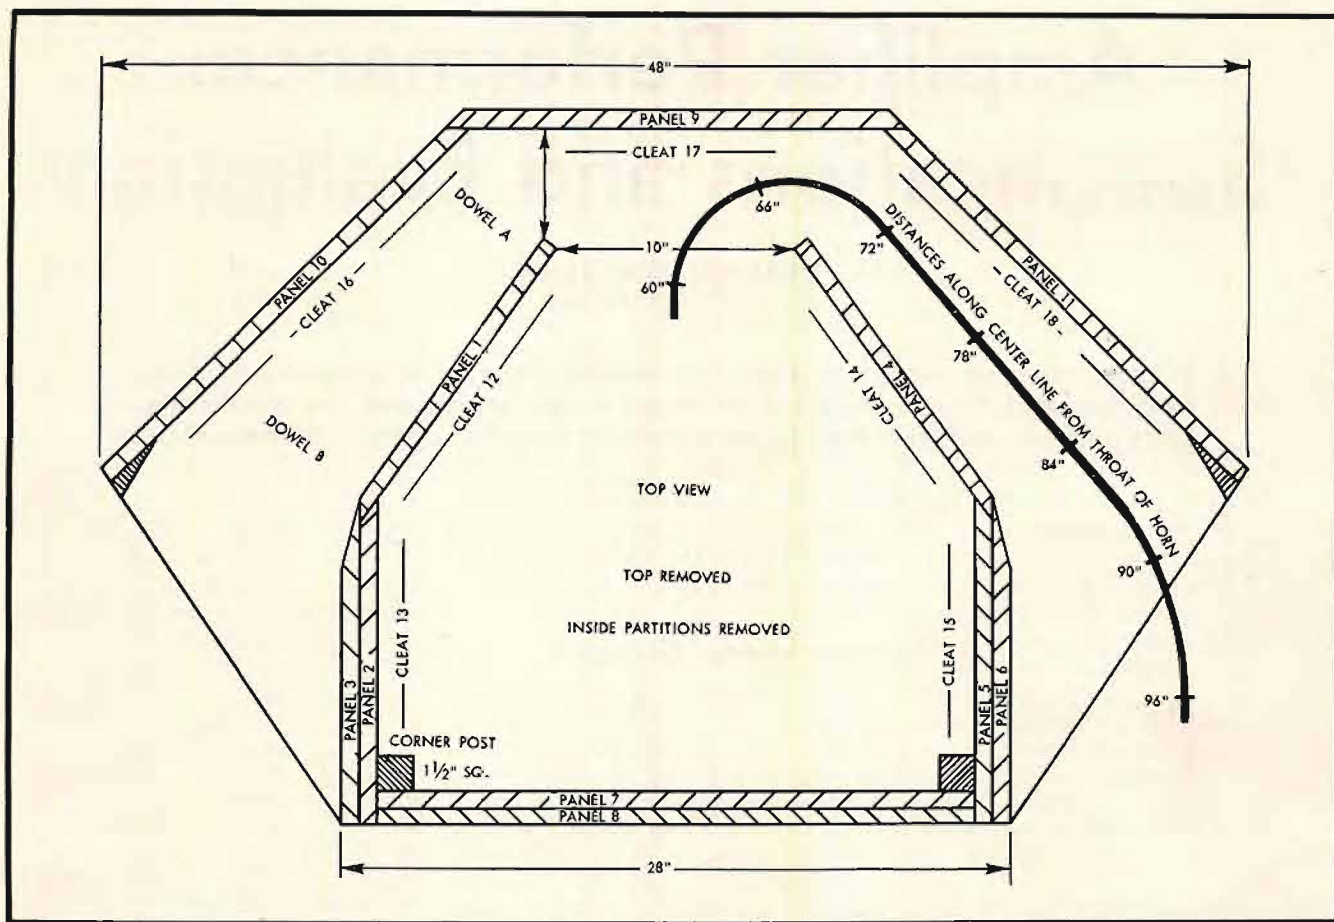 48"
PANEL 9
CLEAT 17
DOWEL A
66"
DISTANCES ALONG CENTER LINE FROM THROAT OF HORN
10"
72"
PANEL 10
CLEAT 16
60"
CLEAT 18
PANEL 11
PANEL 1
CLEAT 12
78"
PANEL 4
CLEAT 14
DOWEL B
84"
TOP VIEW
90"
TOP REMOVED
INSIDE PARTITIONS REMOVED
CLEAT 13
CLEAT 15
PANEL 3
PANEL 2
PANEL 5
PANEL 6
96"
CORNER POST
1 1/2" SQ.
PANEL 7
PANEL 8
28"